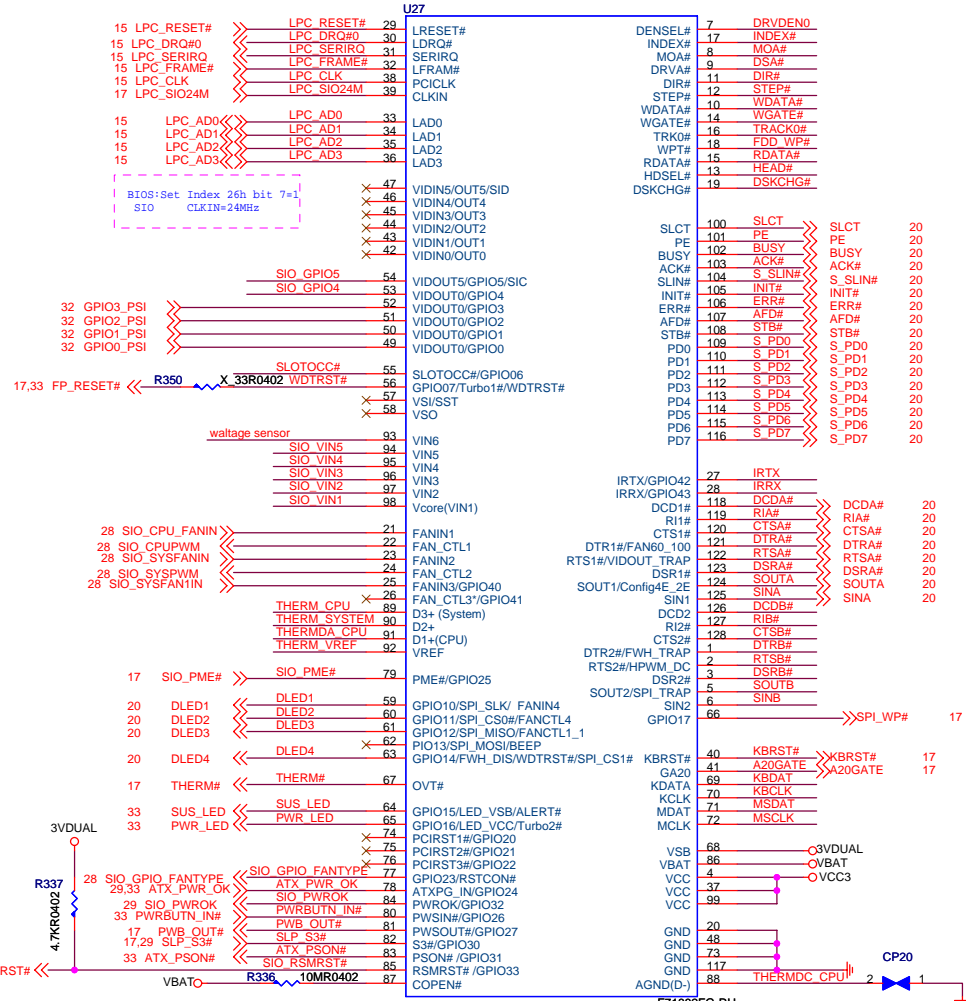 U27
15 LPC_RESET# LPC_RESET# 29 LRESET# DENSEL# 7 DRVDEN0
15 LPC_DRQ#0 LPC_DRQ#0 30 LDRQ# INDEX# 17 INDEX#
15 LPC_SERIRQ LPC_SERIRQ 31 SERIRQ MOA# 8 MOA#
15 LPC_FRAME# LPC_FRAME# 32 LFRAM# DRVA# 9 DSA#
15 LPC_CLK LPC_CLK 38 PCICLK DIR# 11 DIR#
17 LPC_SIO24M LPC_SIO24M 39 CLKIN STEP# 12 STEP#
WDATA# 10 WDATA#
15 LPC_AD0 LPC_AD0 33 LAD0 WGATE# 14 WGATE#
15 LPC_AD1 LPC_AD1 34 LAD1 TRK0# 16 TRACK0#
15 LPC_AD2 LPC_AD2 35 LAD2 WPT# 18 FDD_WP#
15 LPC_AD3 LPC_AD3 36 LAD3 RDATA# 15 RDATA#
HDSEL# 13 HEAD#
DSKCHG# 19 DSKCHG#
BIOS:Set Index 26h bit 7=1
SIO CLKIN=24MHz
47 VIDIN5/OUT5/SID
46 VIDIN4/OUT4
45 VIDIN3/OUT3
44 VIDIN2/OUT2 SLCT 100 SLCT SLCT 20
43 VIDIN1/OUT1 PE 101 PE PE 20
42 VIDIN0/OUT0 BUSY 102 BUSY BUSY 20
ACK# 103 ACK# ACK# 20
SIO_GPIO5 54 VIDOUT5/GPIO5/SIC SLIN# 104 S_SLIN# S_SLIN# 20
SIO_GPIO4 53 VIDOUT0/GPIO4 INIT# 105 INIT# INIT# 20
32 GPIO3_PSI 52 VIDOUT0/GPIO3 ERR# 106 ERR# ERR# 20
32 GPIO2_PSI 51 VIDOUT0/GPIO2 AFD# 107 AFD# AFD# 20
32 GPIO1_PSI 50 VIDOUT0/GPIO1 STB# 108 STB# STB# 20
32 GPIO0_PSI 49 VIDOUT0/GPIO0 PD0 109 S_PD0 S_PD0 20
PD1 110 S_PD1 S_PD1 20
SLOTOCC# 55 SLOTOCC#/GPIO06 PD2 111 S_PD2 S_PD2 20
17,33 FP_RESET# R350 X_33R0402 WDTRST# 56 GPIO07/Turbo1#/WDTRST# PD3 112 S_PD3 S_PD3 20
57 VSI/SST PD4 113 S_PD4 S_PD4 20
58 VSO PD5 114 S_PD5 S_PD5 20
PD6 115 S_PD6 S_PD6 20
waltage sensor 93 VIN6 PD7 116 S_PD7 S_PD7 20
SIO_VIN5 94 VIN5
SIO_VIN4 95 VIN4
SIO_VIN3 96 VIN3 IRTX/GPIO42 27 IRTX
SIO_VIN2 97 VIN2 IRRX/GPIO43 28 IRRX
SIO_VIN1 98 Vcore(VIN1) DCD1# 118 DCDA# DCDA# 20
RI1# 119 RIA# RIA# 20
28 SIO_CPU_FANIN 21 FANIN1 CTS1# 120 CTSA# CTSA# 20
28 SIO_CPUPWM 22 FAN_CTL1 DTR1#/FAN60_100 121 DTRA# DTRA# 20
28 SIO_SYSFANIN 23 FANIN2 RTS1#/VIDOUT_TRAP 122 RTSA# RTSA# 20
28 SIO_SYSPWM 24 FAN_CTL2 DSR1# 123 DSRA# DSRA# 20
28 SIO_SYSFAN1IN 25 FANIN3/GPIO40 SOUT1/Config4E_2E 124 SOUTA SOUTA 20
26 FAN_CTL3*/GPIO41 SIN1 125 SINA SINA 20
THERM_CPU 89 D3+ (System) DCD2 126 DCDB#
THERM_SYSTEM 90 D2+ RI2# 127 RIB#
THERMDA_CPU 91 D1+(CPU) CTS2# 128 CTSB#
THERM_VREF 92 VREF DTR2#/FWH_TRAP 1 DTRB#
RTS2#/HPWM_DC 2 RTSB#
17 SIO_PME# SIO_PME# 79 PME#/GPIO25 DSR2# 3 DSRB#
SOUT2/SPI_TRAP 5 SOUTB
20 DLED1 DLED1 59 GPIO10/SPI_SLK/ FANIN4 SIN2 6 SINB
20 DLED2 DLED2 60 GPIO11/SPI_CS0#/FANCTL4 GPIO17 66 SPI_WP# 17
20 DLED3 DLED3 61 GPIO12/SPI_MISO/FANCTL1_1
62 PIO13/SPI_MOSI/BEEP
20 DLED4 DLED4 63 GPIO14/FWH_DIS/WDTRST#/SPI_CS1# KBRST# 40 KBRST# KBRST# 17
GA20 41 A20GATE A20GATE 17
17 THERM# THERM# 67 OVT# KDATA 69 KBDAT
KCLK 70 KBCLK
33 SUS_LED SUS_LED 64 GPIO15/LED_VSB/ALERT# MDAT 71 MSDAT
33 PWR_LED PWR_LED 65 GPIO16/LED_VCC/Turbo2# MCLK 72 MSCLK
3VDUAL 74 PCIRST1#/GPIO20
75 PCIRST2#/GPIO21 VSB 68 3VDUAL
76 PCIRST3#/GPIO22 VBAT 86 VBAT
R337 4.7KR0402 28 SIO_GPIO_FANTYPE SIO_GPIO_FANTYPE 77 GPIO23/RSTCON# VCC 4 VCC3
29,33 ATX_PWR_OK ATX_PWR_OK 78 ATXPG_IN/GPIO24 VCC 37
29 SIO_PWROK SIO_PWROK 84 PWROK/GPIO32 VCC 99
33 PWRBUTN_IN# PWRBUTN_IN# 80 PWSIN#/GPIO26
17 PWB_OUT# PWB_OUT# 81 PWSOUT#/GPIO27 GND 20
17,29 SLP_S3# SLP_S3# 82 S3#/GPIO30 GND 48
33 ATX_PSON# ATX_PSON# 83 PSON# /GPIO31 GND 73
RST# SIO_RSMRST# 85 RSMRST# /GPIO33 GND 117
VBAT R336 10MR0402 87 COPEN# AGND(D-) 88 THERMDC_CPU 2 CP20 1